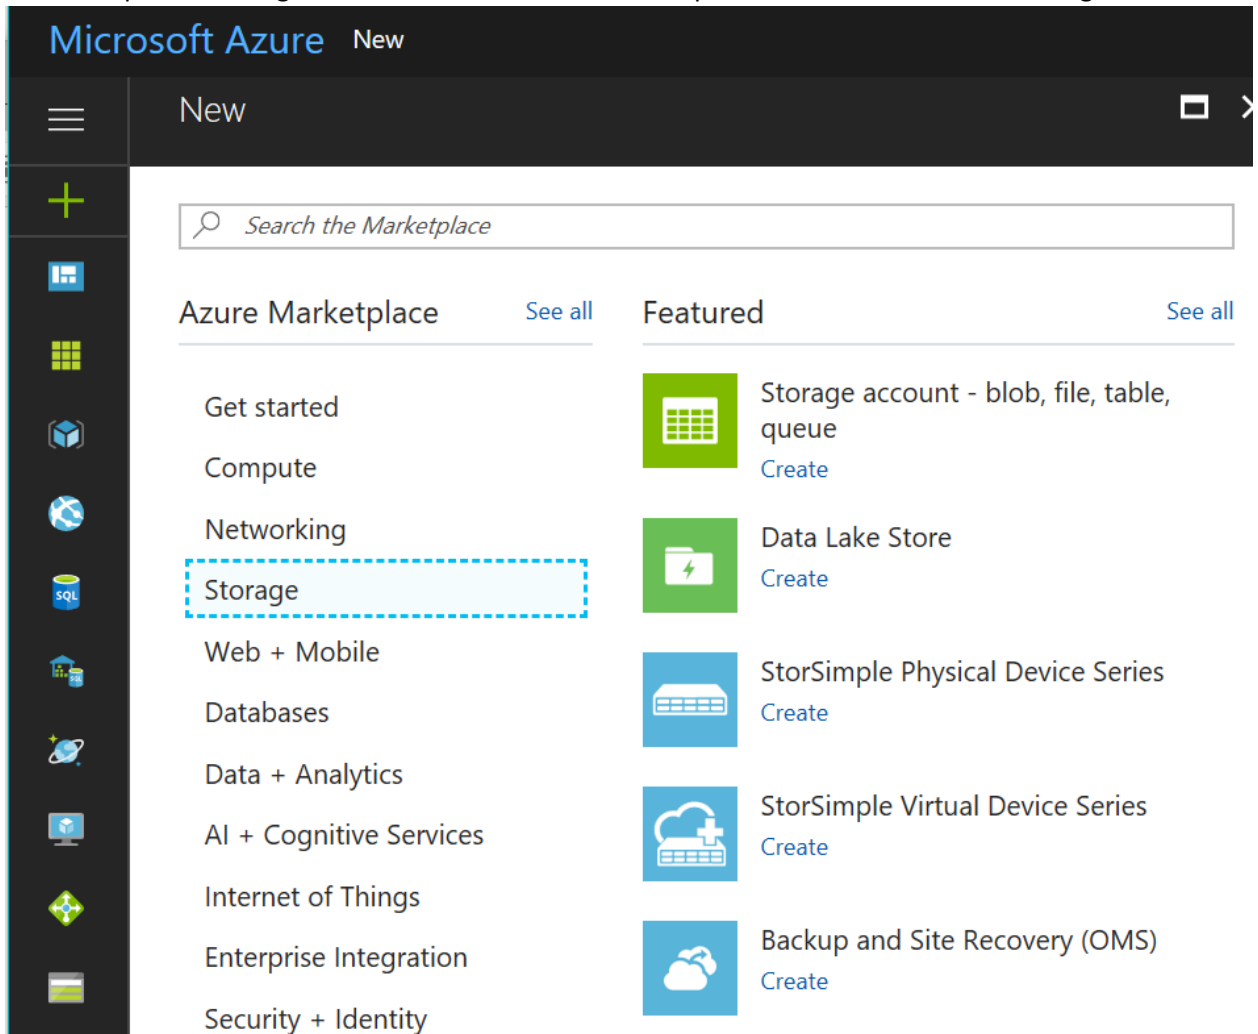 Microsoft Azure New
New
Search the Marketplace
Azure Marketplace See all
Get started
Compute
Networking
Storage
Web + Mobile
Databases
Data + Analytics
AI + Cognitive Services
Internet of Things
Enterprise Integration
Security + Identity
Featured See all
Storage account - blob, file, table,
queue
Create
Data Lake Store
Create
StorSimple Physical Device Series
Create
StorSimple Virtual Device Series
Create
Backup and Site Recovery (OMS)
Create
SQL
SQL